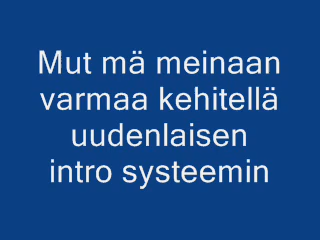 Mut mä meinaan
varmaa kehitellä
uudenlaisen
intro systeemin